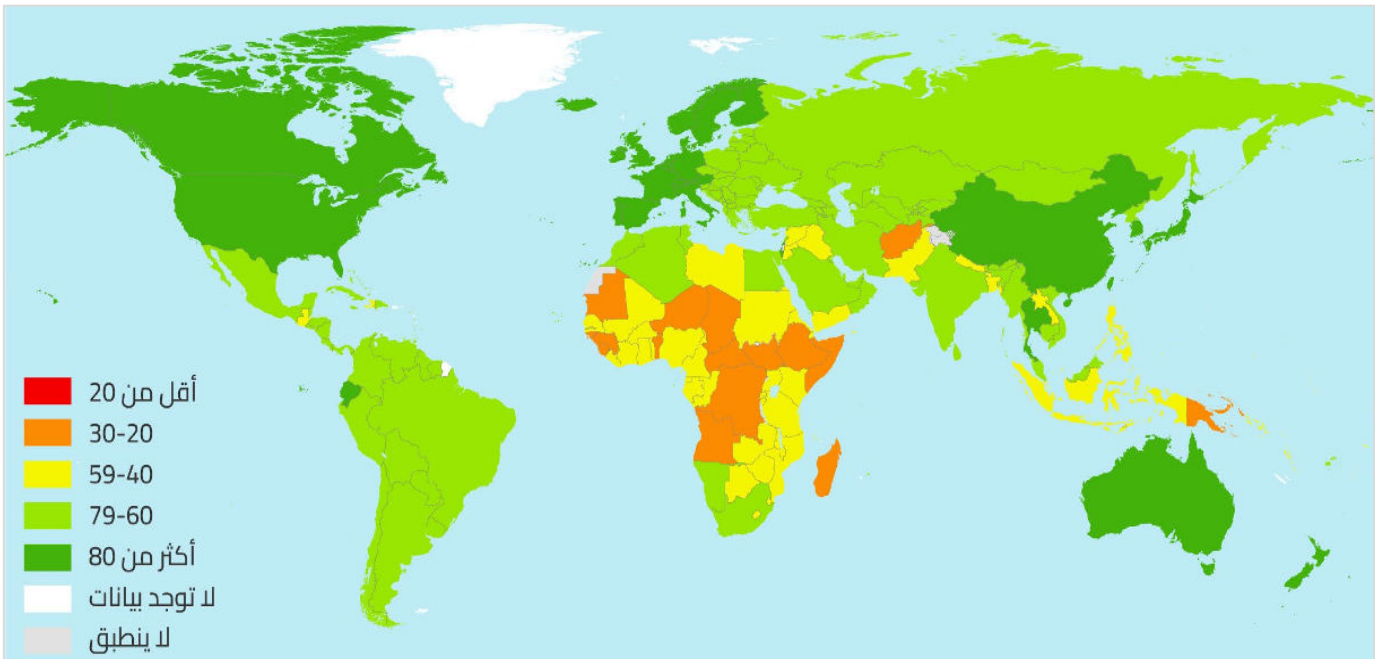 أقل من 20
30-20
59-40
79-60
أكثر من 80
لا توجد بيانات
لا ينطبق